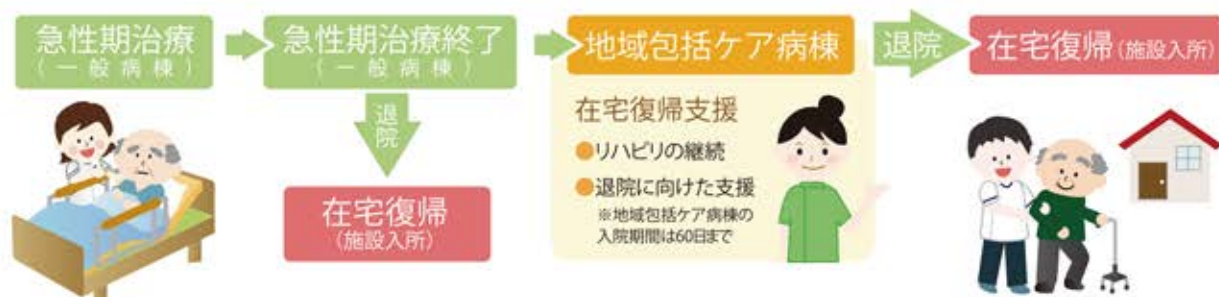 急性期治療
（一般病棟）
急性期治療終了
（一般病棟）
退院
在宅復帰
（施設入所）
地域包括ケア病棟
在宅復帰支援
●リハビリの継続
●退院に向けた支援
※地域包括ケア病棟の
入院期間は60日まで
退院
在宅復帰（施設入所）